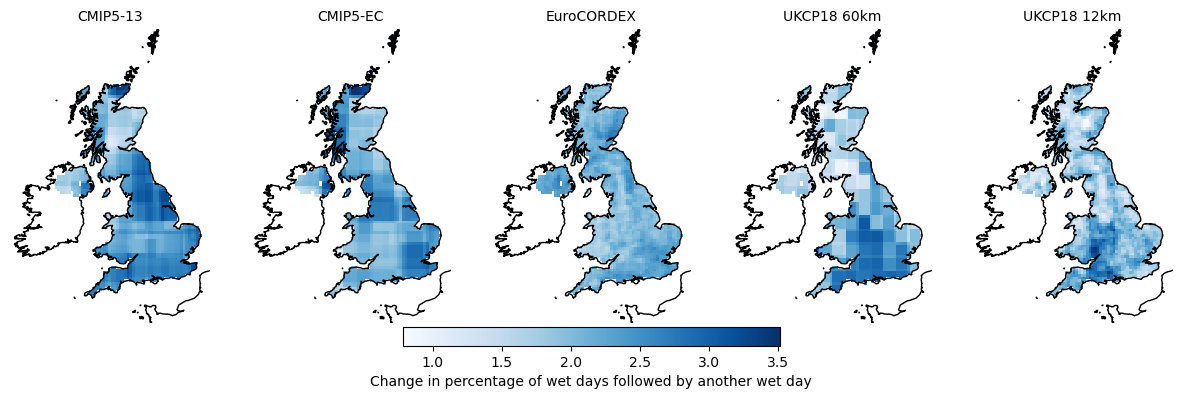 CMIP5-13
CMIP5-EC
EuroCORDEX
UKCP18 60km
UKCP18 12km
1.0 1.5 2.0 2.5 3.0 3.5
Change in percentage of wet days followed by another wet day